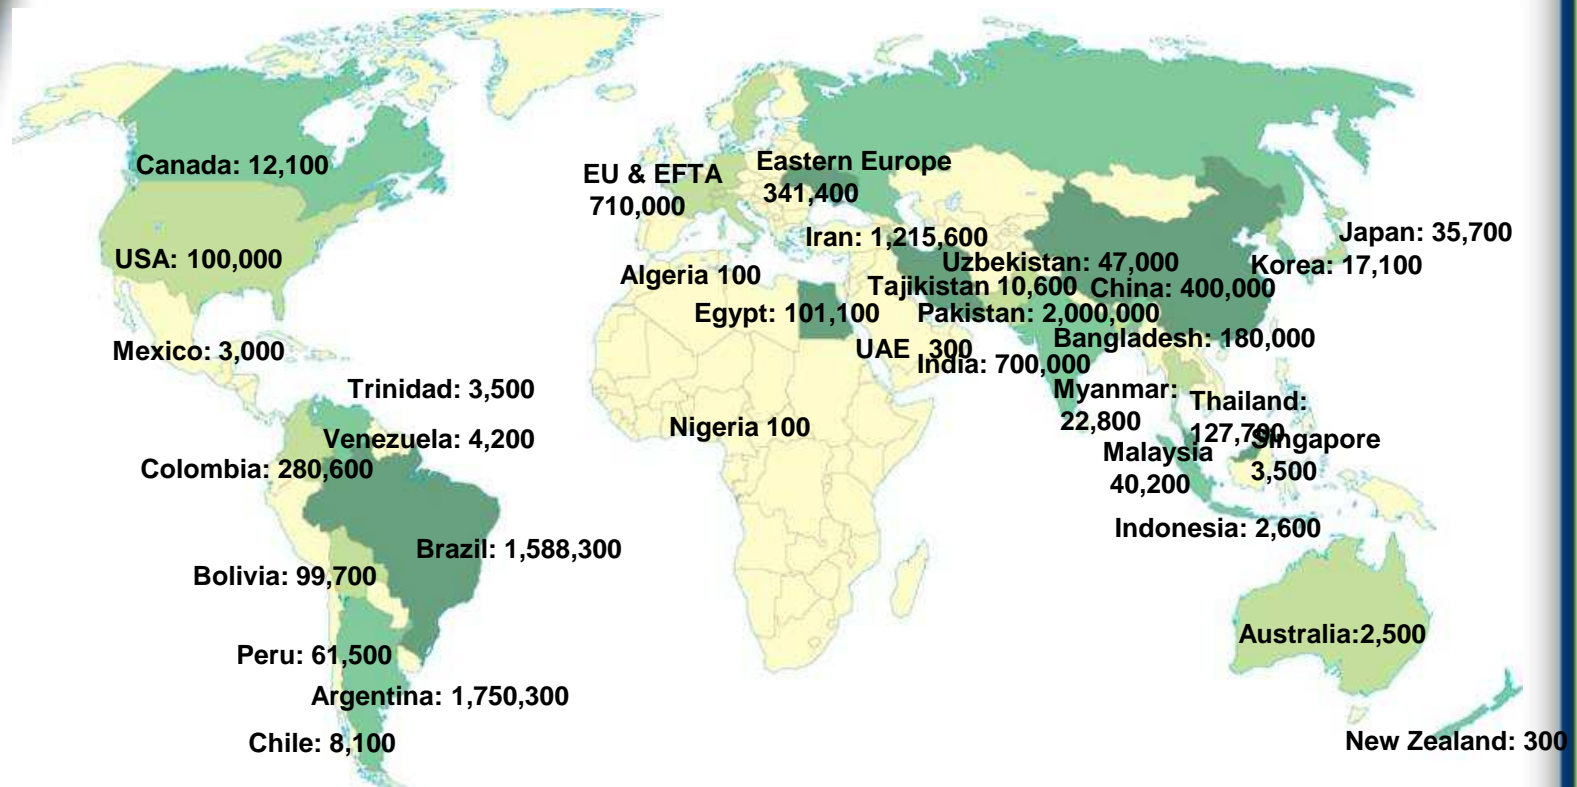 Canada: 12,100
EU & EFTA
710,000
Eastern Europe
341,400
USA: 100,000
Iran: 1,215,600
Japan: 35,700
Uzbekistan: 47,000
Korea: 17,100
Algeria 100
Tajikistan 10,600
China: 400,000
Egypt: 101,100
Pakistan: 2,000,000
Bangladesh: 180,000
Mexico: 3,000
UAE  300
India: 700,000
Trinidad: 3,500
Myanmar:
22,800
Thailand:
127,700
Nigeria 100
Venezuela: 4,200
Singapore
3,500
Malaysia
40,200
Colombia: 280,600
Indonesia: 2,600
Brazil: 1,588,300
Bolivia: 99,700
Australia:2,500
Peru: 61,500
Argentina: 1,750,300
Chile: 8,100
New Zealand: 300